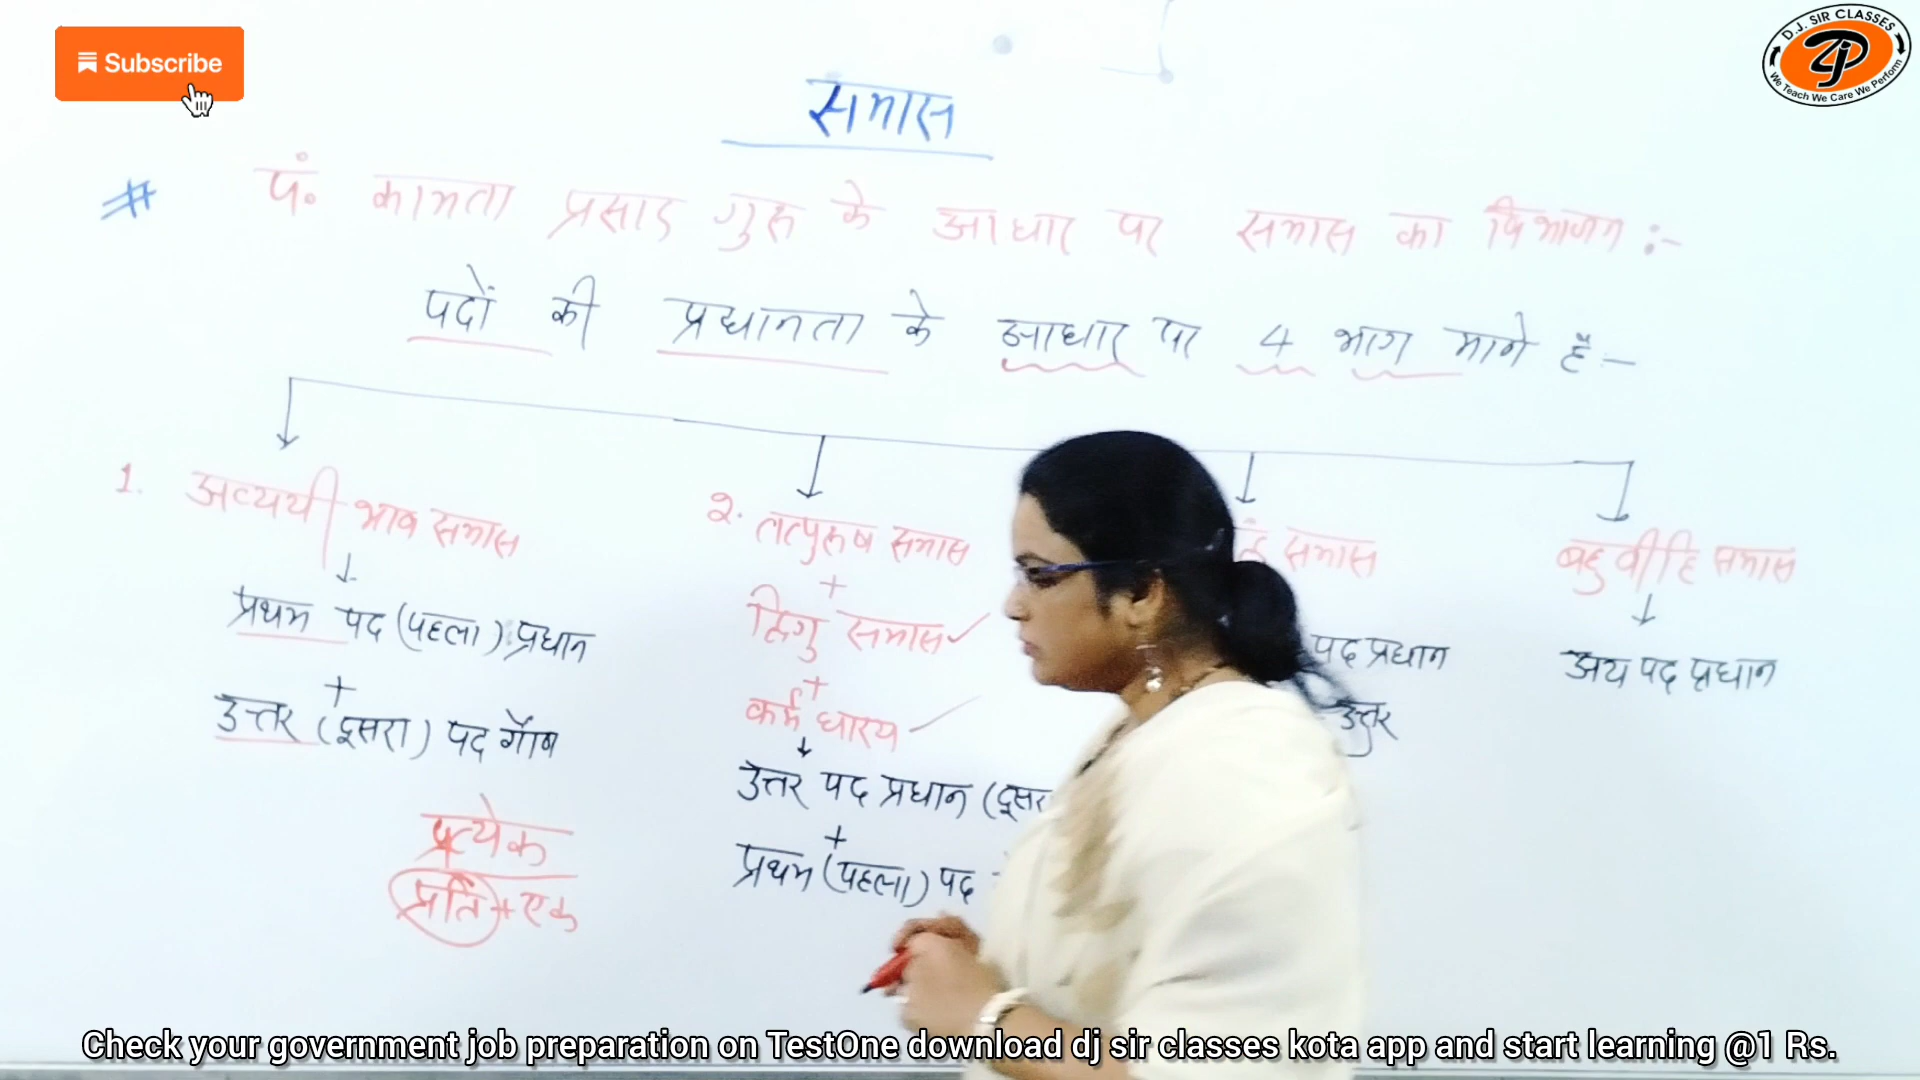 Subscribe
D.J. SIR CLASSES
We Teach We Care We Perform
समास
# पं. कामता प्रसाद गुरु के आधार पर समास का विभाजन :-
पदों की प्रधानता के आधार पर 4 भाग माने हैं :-
1. अव्ययी भाव समास
प्रथम पद (पहला) प्रधान
+
उत्तर (दूसरा) पद गौण
प्रत्येक
प्रति + एक
2. तत्पुरुष समास
+
द्विगु समास
+
कर्म धारय
उत्तर पद प्रधान (दूसरा
+
प्रथम (पहला) पद
समास
पद प्रधान
उत्तर
बहुव्रीहि समास
अन्य पद प्रधान
Check your government job preparation on TestOne download dj sir classes kota app and start learning @1 Rs.